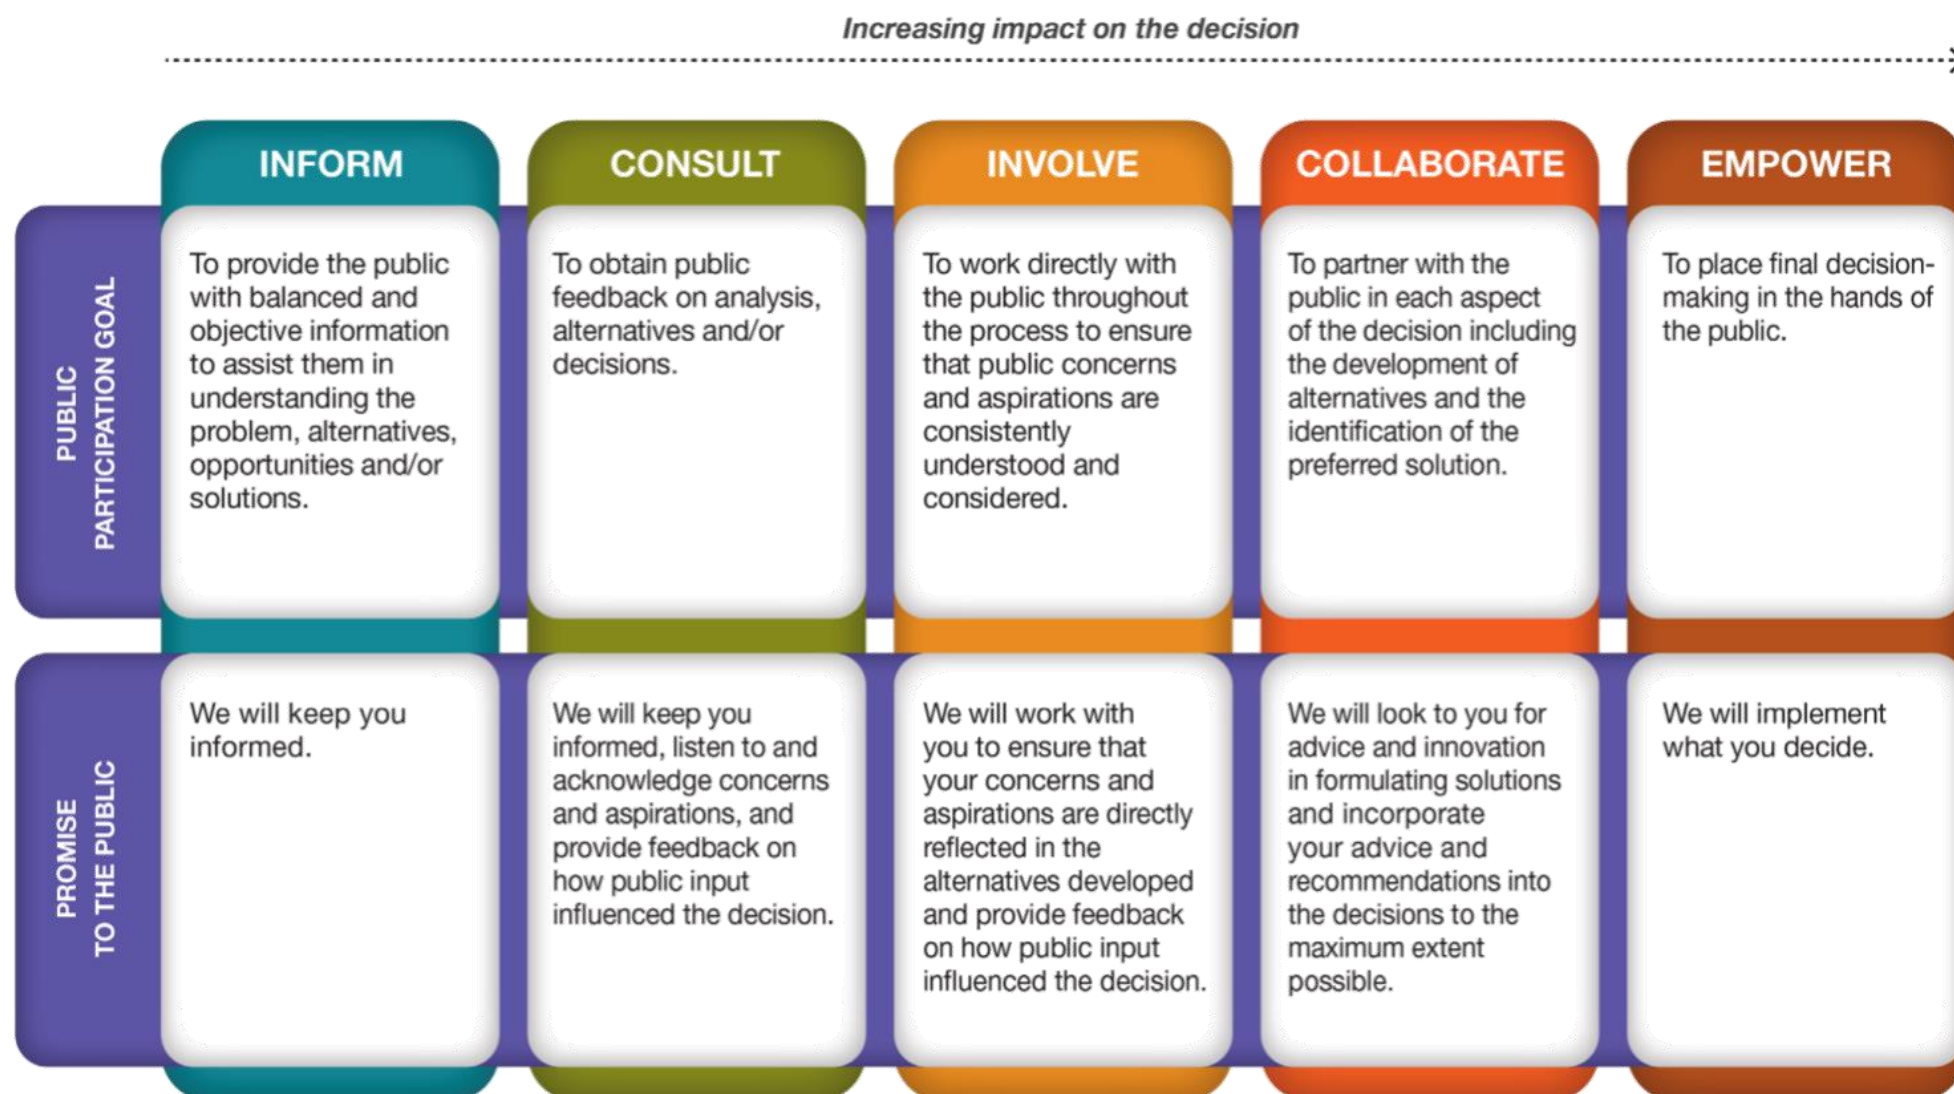 Increasing impact on the decision
INFORM
CONSULT
INVOLVE
COLLABORATE
EMPOWER
PUBLIC
PARTICIPATION GOAL
To provide the public
with balanced and
objective information
to assist them in
understanding the
problem, alternatives,
opportunities and/or
solutions.
To obtain public
feedback on analysis,
alternatives and/or
decisions.
To work directly with
the public throughout
the process to ensure
that public concerns
and aspirations are
consistently
understood and
considered.
To partner with the
public in each aspect
of the decision including
the development of
alternatives and the
identification of the
preferred solution.
To place final decision-
making in the hands of
the public.
PROMISE
TO THE PUBLIC
We will keep you
informed.
We will keep you
informed, listen to and
acknowledge concerns
and aspirations, and
provide feedback on
how public input
influenced the decision.
We will work with
you to ensure that
your concerns and
aspirations are directly
reflected in the
alternatives developed
and provide feedback
on how public input
influenced the decision.
We will look to you for
advice and innovation
in formulating solutions
and incorporate
your advice and
recommendations into
the decisions to the
maximum extent
possible.
We will implement
what you decide.